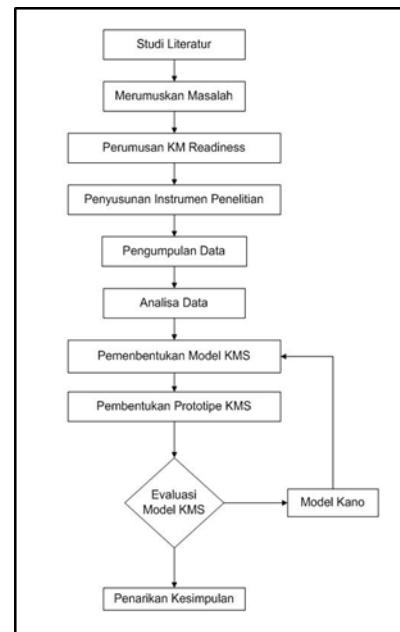 Studi Literatur
Merumuskan Masalah
Perumusan KM Readiness
Penyusunan Instrumen Penelitian
Pengumpulan Data
Analisa Data
Pemenbentukan Model KMS
Pembentukan Prototipe KMS
Evaluasi
Model KMS
Model Kano
Penarikan Kesimpulan